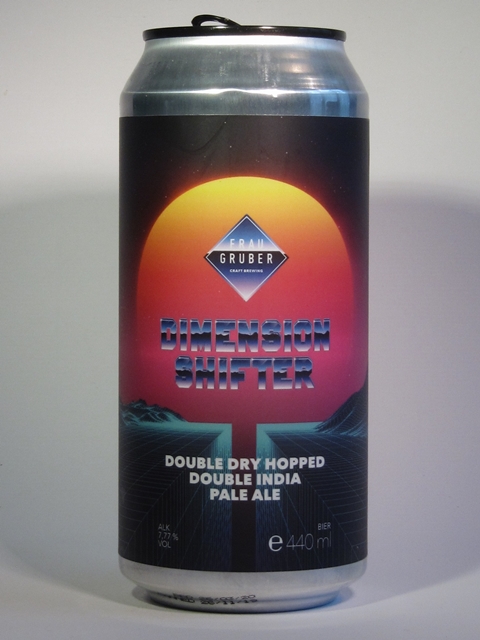 FRAU
GRUBER
CRAFT BREWING
DIMENSION
SHIFTER
DOUBLE DRY HOPPED
DOUBLE INDIA
PALE ALE
ALK
7,77 %
VOL
BIER
e 440 ml